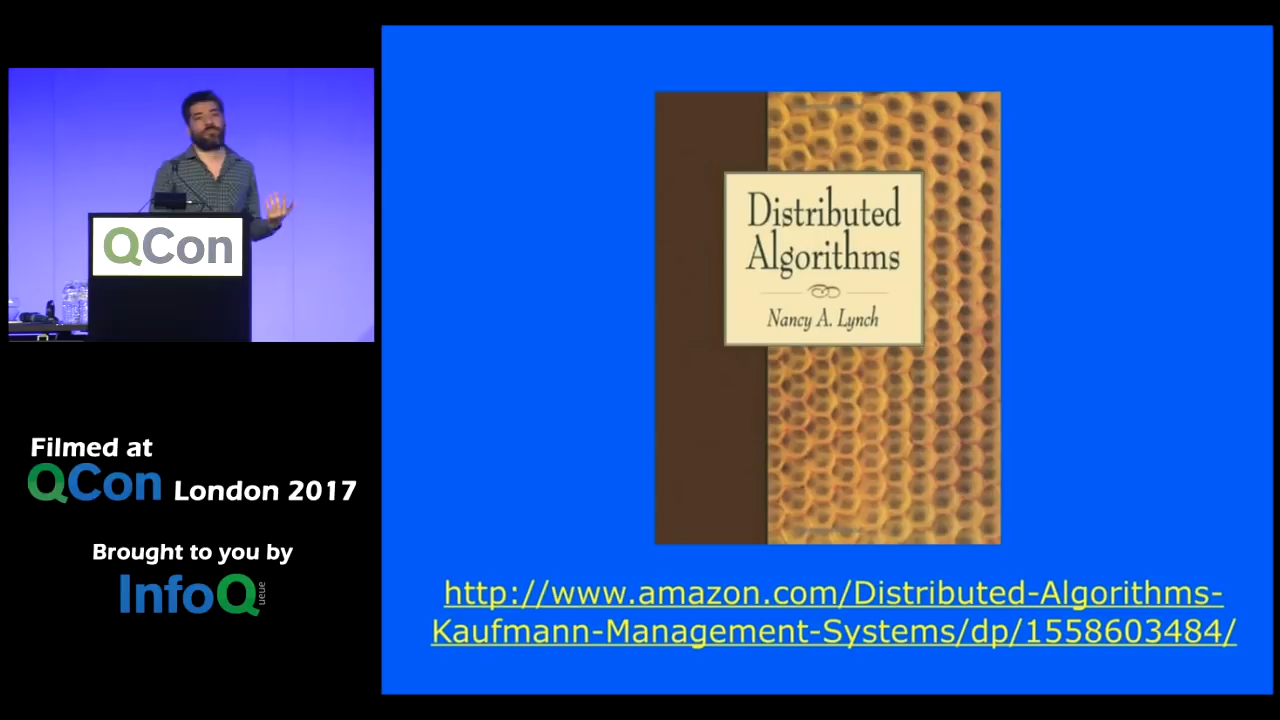 QCon
Filmed at
QCon London 2017
Brought to you by
InfoQ
ueue
Distributed
Algorithms
Nancy A. Lynch
http://www.amazon.com/Distributed-Algorithms-
Kaufmann-Management-Systems/dp/1558603484/